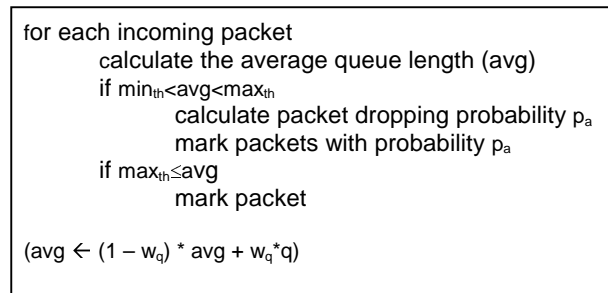 for each incoming packet
calculate the average queue length (avg)
if minth<avg<maxth
calculate packet dropping probability pa
mark packets with probability pa
if maxth≤avg
mark packet
(avg ← (1 – wq) * avg + wq*q)